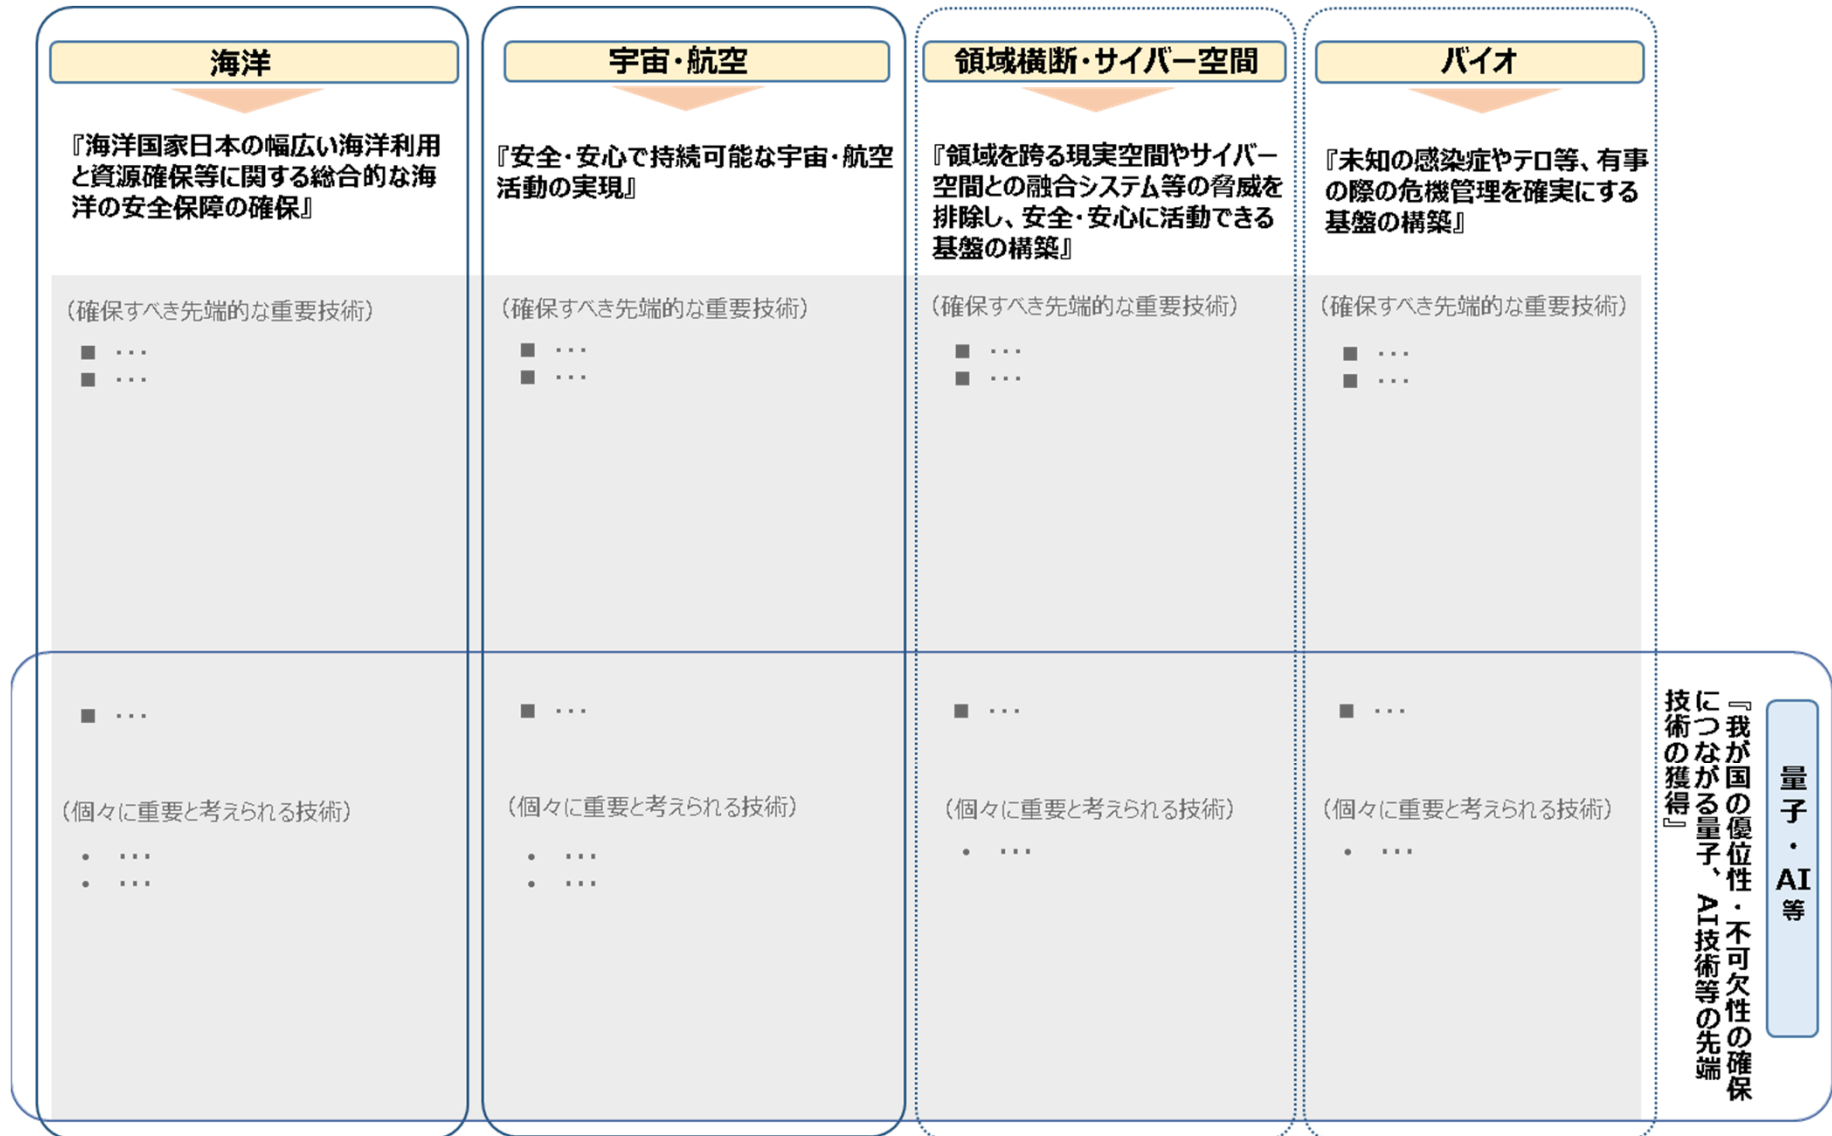 海洋
『海洋国家日本の幅広い海洋利用
と資源確保等に関する総合的な海
洋の安全保障の確保』
(確保すべき先端的な重要技術)
■ ・・・
■ ・・・
■ ・・・
(個々に重要と考えられる技術)
• ・・・
• ・・・
宇宙・航空
『安全・安心で持続可能な宇宙・航空
活動の実現』
(確保すべき先端的な重要技術)
■ ・・・
■ ・・・
■ ・・・
(個々に重要と考えられる技術)
• ・・・
• ・・・
領域横断・サイバー空間
『領域を跨る現実空間やサイバー
空間との融合システム等の脅威を
排除し、安全・安心に活動できる
基盤の構築』
(確保すべき先端的な重要技術)
■ ・・・
■ ・・・
■ ・・・
(個々に重要と考えられる技術)
• ・・・
バイオ
『未知の感染症やテロ等、有事
の際の危機管理を確実にする
基盤の構築』
(確保すべき先端的な重要技術)
■ ・・・
■ ・・・
■ ・・・
(個々に重要と考えられる技術)
• ・・・
量子・AI等
『我が国の優位性・不可欠性の確保
につながる量子、AI技術等の先端
技術の獲得』